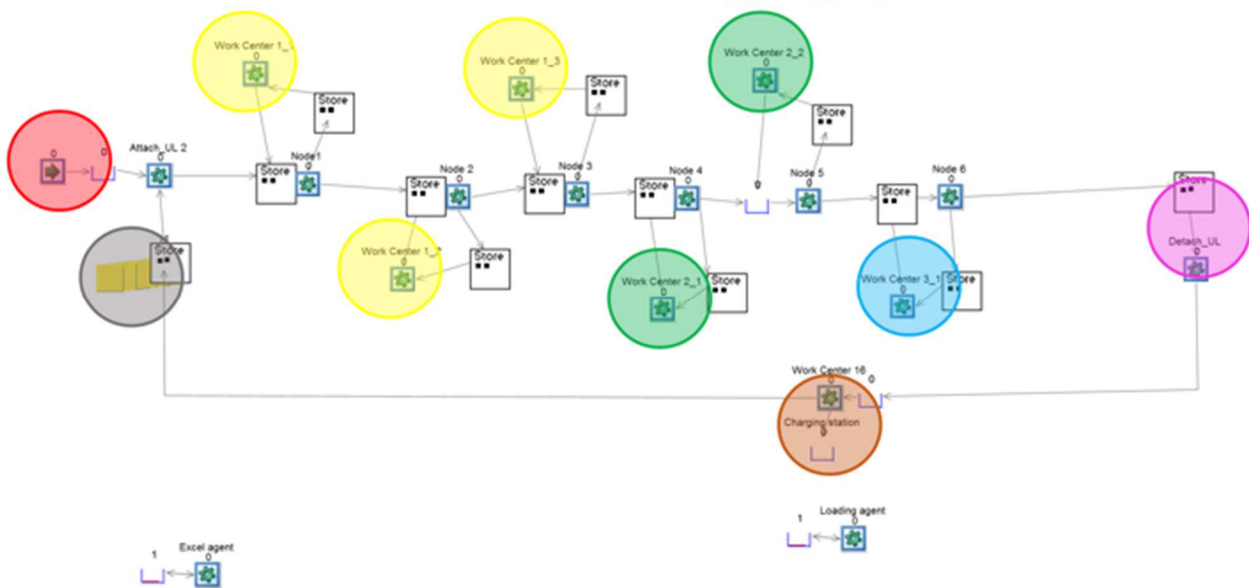 Work Center 1_
0
Store
Work Center 1_3
0
Store
Work Center 2_2
0
Store
0
0
Attach_UL 2
0
Store
Node1
0
Store
Node 2
0
Store
Node 3
0
Store
Node 4
0
0
Node 5
0
Store
Node 6
0
Store
Detach_UL
0
Store
Work Center 1_
0
Store
Work Center 2_1
0
Store
Work Center 3_1
0
Store
Work Center 16
0
0
Charging station
0
1
Excel agent
0
1
Loading agent
0